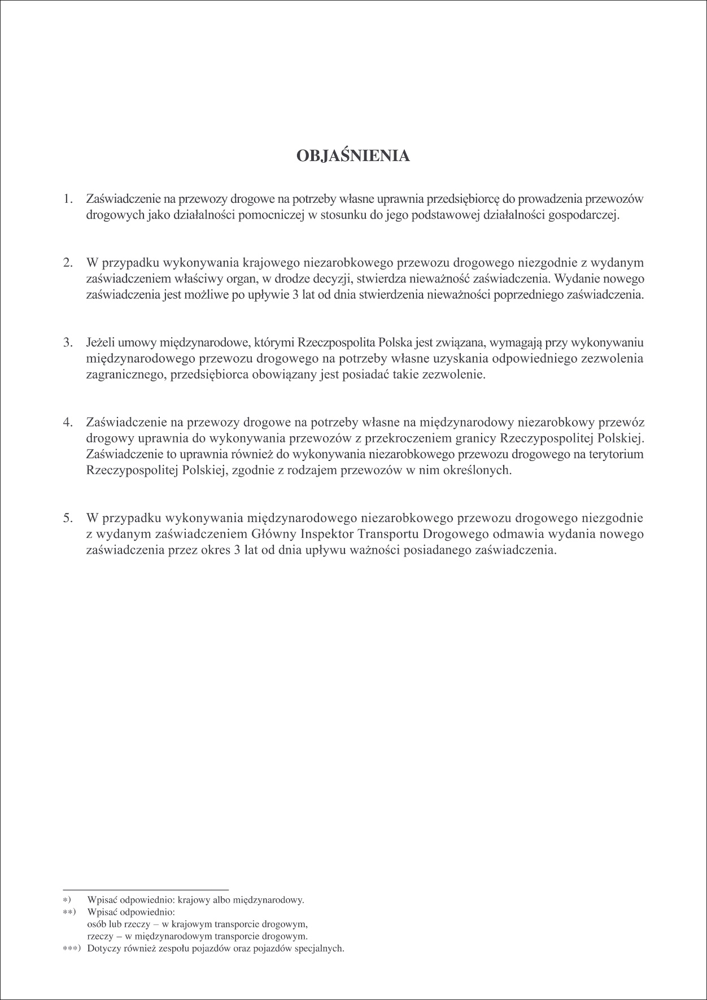 OBJAŚNIENIA
1. Zaświadczenie na przewozy drogowe na potrzeby własne uprawnia przedsiębiorcę do prowadzenia przewozów
drogowych jako działalności pomocniczej w stosunku do jego podstawowej działalności gospodarczej.
2. W przypadku wykonywania krajowego niezarobkowego przewozu drogowego niezgodnie z wydanym
zaświadczeniem właściwy organ, w drodze decyzji, stwierdza nieważność zaświadczenia. Wydanie nowego
zaświadczenia jest możliwe po upływie 3 lat od dnia stwierdzenia nieważności poprzedniego zaświadczenia.
3. Jeżeli umowy międzynarodowe, którymi Rzeczpospolita Polska jest związana, wymagają przy wykonywaniu
międzynarodowego przewozu drogowego na potrzeby własne uzyskania odpowiedniego zezwolenia
zagranicznego, przedsiębiorca obowiązany jest posiadać takie zezwolenie.
4. Zaświadczenie na przewozy drogowe na potrzeby własne na międzynarodowy niezarobkowy przewóz
drogowy uprawnia do wykonywania przewozów z przekroczeniem granicy Rzeczypospolitej Polskiej.
Zaświadczenie to uprawnia również do wykonywania niezarobkowego przewozu drogowego na terytorium
Rzeczypospolitej Polskiej, zgodnie z rodzajem przewozów w nim określonych.
5. W przypadku wykonywania międzynarodowego niezarobkowego przewozu drogowego niezgodnie
z wydanym zaświadczeniem Główny Inspektor Transportu Drogowego odmawia wydania nowego
zaświadczenia przez okres 3 lat od dnia upływu ważności posiadanego zaświadczenia.
*) Wpisać odpowiednio: krajowy albo międzynarodowy.
**) Wpisać odpowiednio:
osób lub rzeczy – w krajowym transporcie drogowym,
rzeczy – w międzynarodowym transporcie drogowym.
***) Dotyczy również zespołu pojazdów oraz pojazdów specjalnych.